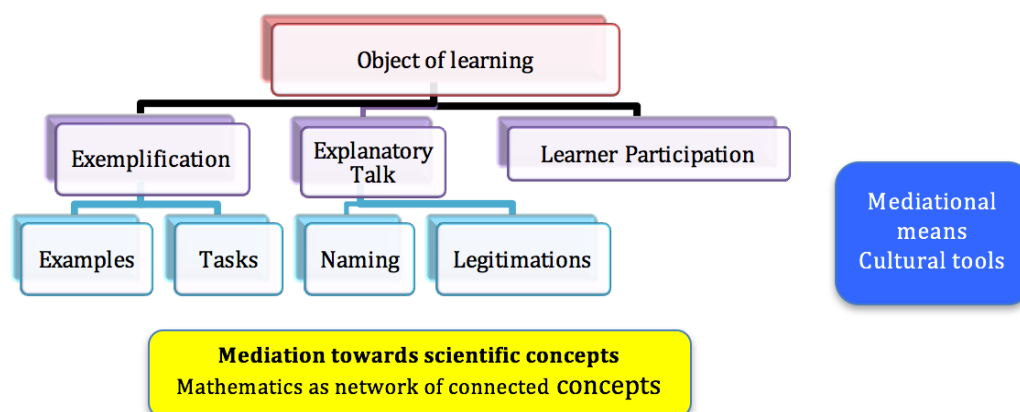 Object of learning
Exemplification
Explanatory
Talk
Learner Participation
Mediational
means
Cultural tools
Examples
Tasks
Naming
Legitimations
Mediation towards scientific concepts
Mathematics as network of connected concepts